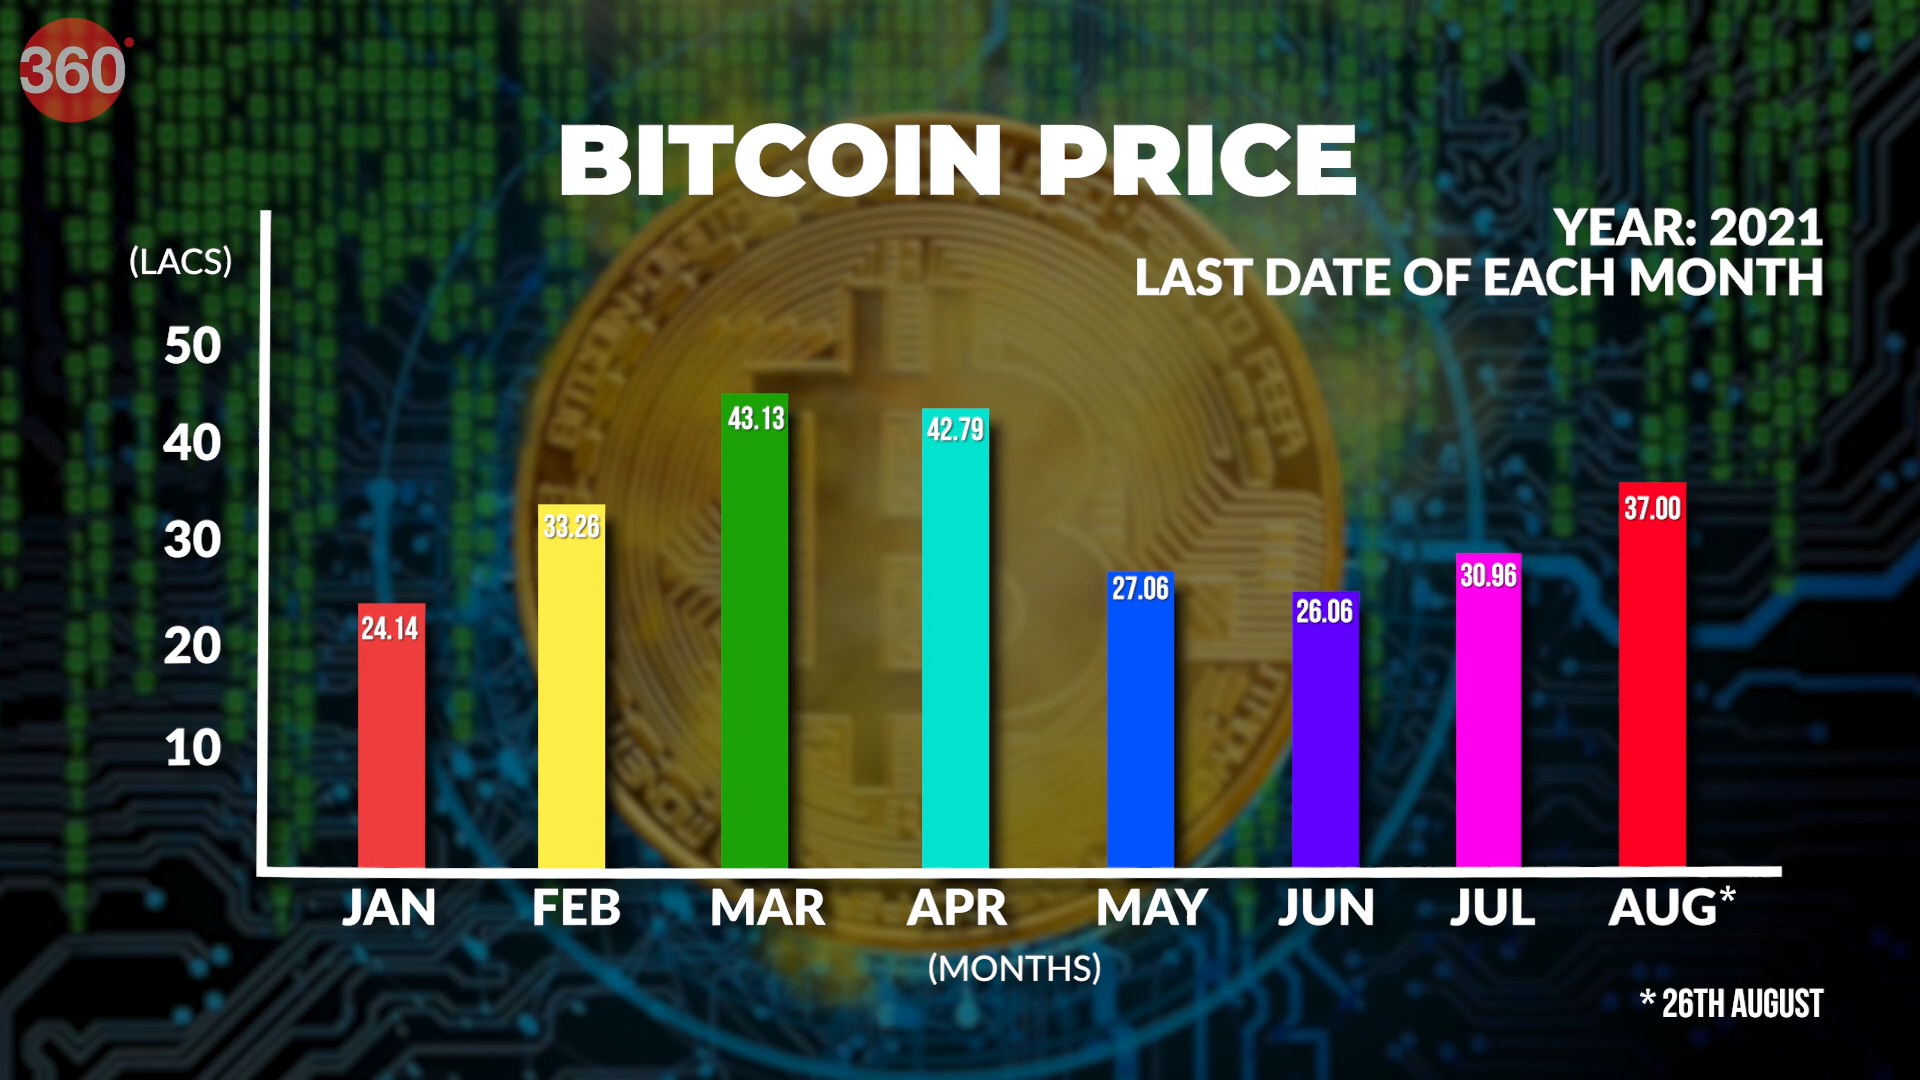 360°
BITCOIN PRICE
YEAR: 2021
LAST DATE OF EACH MONTH
(LACS)
50
40
30
20
10
24.14
33.26
43.13
42.79
27.06
26.06
30.96
37.00
JAN FEB MAR APR MAY JUN JUL AUG*
(MONTHS)
* 26TH AUGUST